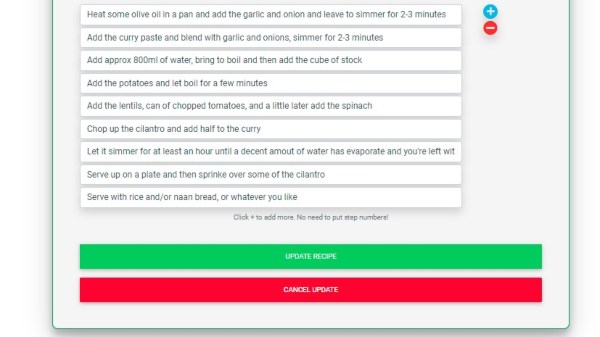 Heat some olive oil in a pan and add the garlic and onion and leave to simmer for 2-3 minutes
Add the curry paste and blend with garlic and onions, simmer for 2-3 minutes
Add approx 800ml of water, bring to boil and then add the cube of stock
Add the potatoes and let boil for a few minutes
Add the lentils, can of chopped tomatoes, and a little later add the spinach
Chop up the cilantro and add half to the curry
Let it simmer for at least an hour until a decent amout of water has evaporate and you're left wit
Serve up on a plate and then sprinke over some of the cilantro
Serve with rice and/or naan bread, or whatever you like
Click + to add more. No need to put step numbers!
UPDATE RECIPE
CANCEL UPDATE